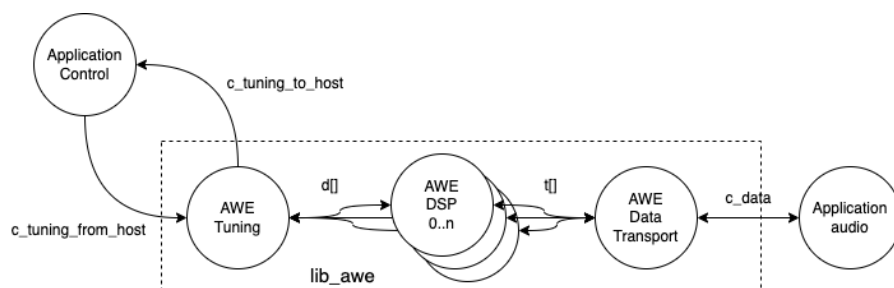 Application
Control
c_tuning_to_host
c_tuning_from_host
AWE
Tuning
d[]
AWE
DSP
0..n
t[]
AWE
Data
Transport
c_data
Application
audio
lib_awe